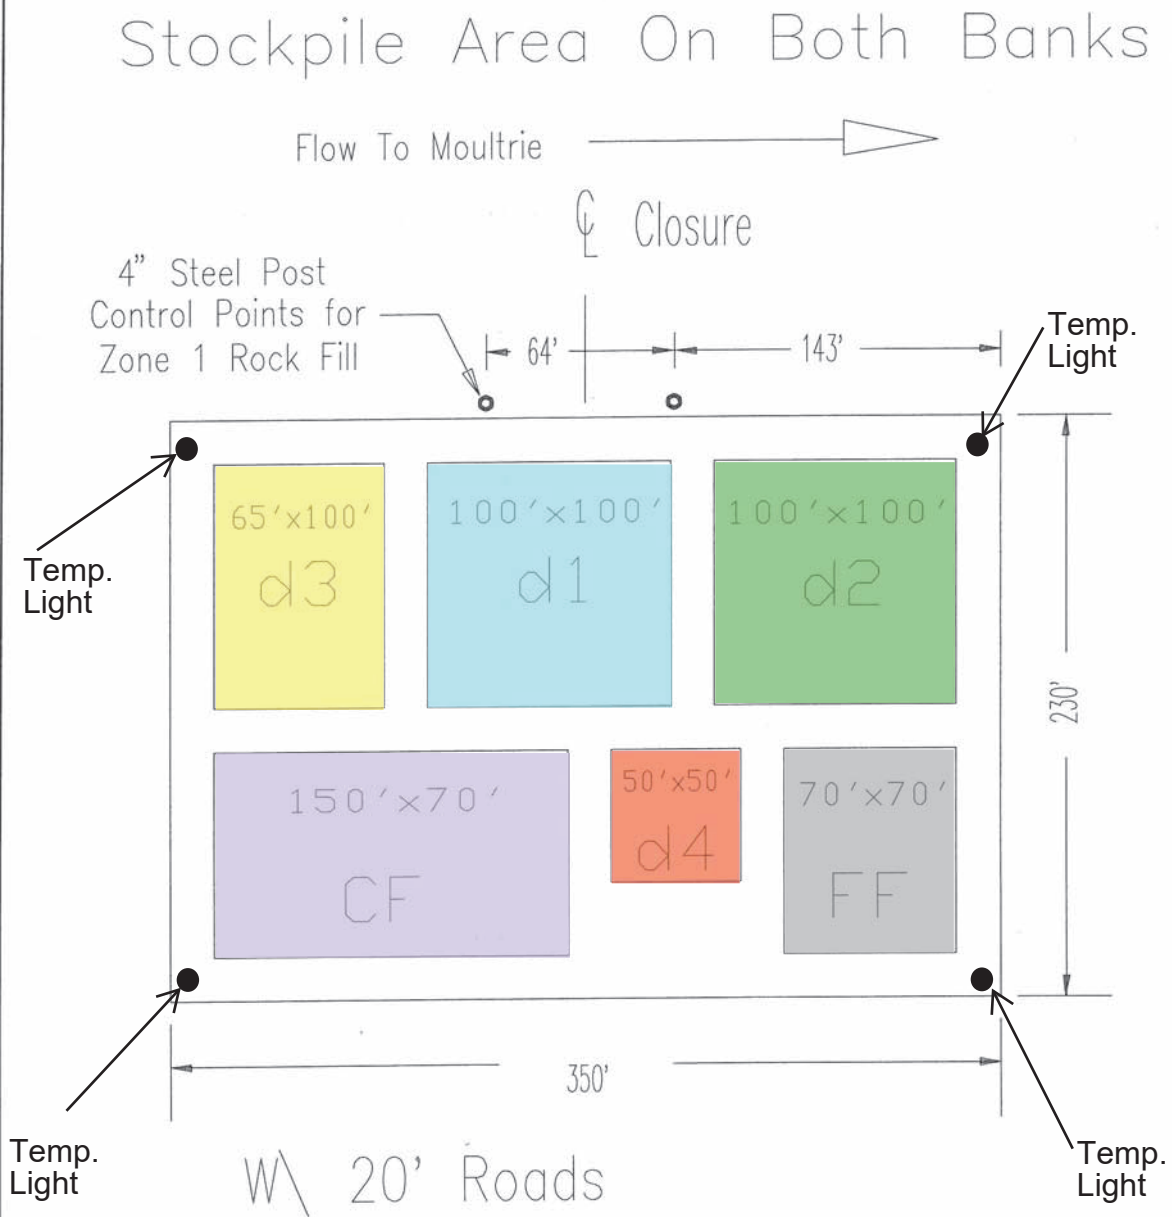 Stockpile Area On Both Banks
Flow To Moultrie
℄ Closure
4” Steel Post
Control Points for
Zone 1 Rock Fill
64'
143'
Temp.
Light
Temp.
Light
65'x100'
d3
100'x100'
d1
100'x100'
d2
230'
150'x70'
CF
50'x50'
d4
70'x70'
FF
350'
Temp.
Light
Temp.
Light
W\ 20' Roads